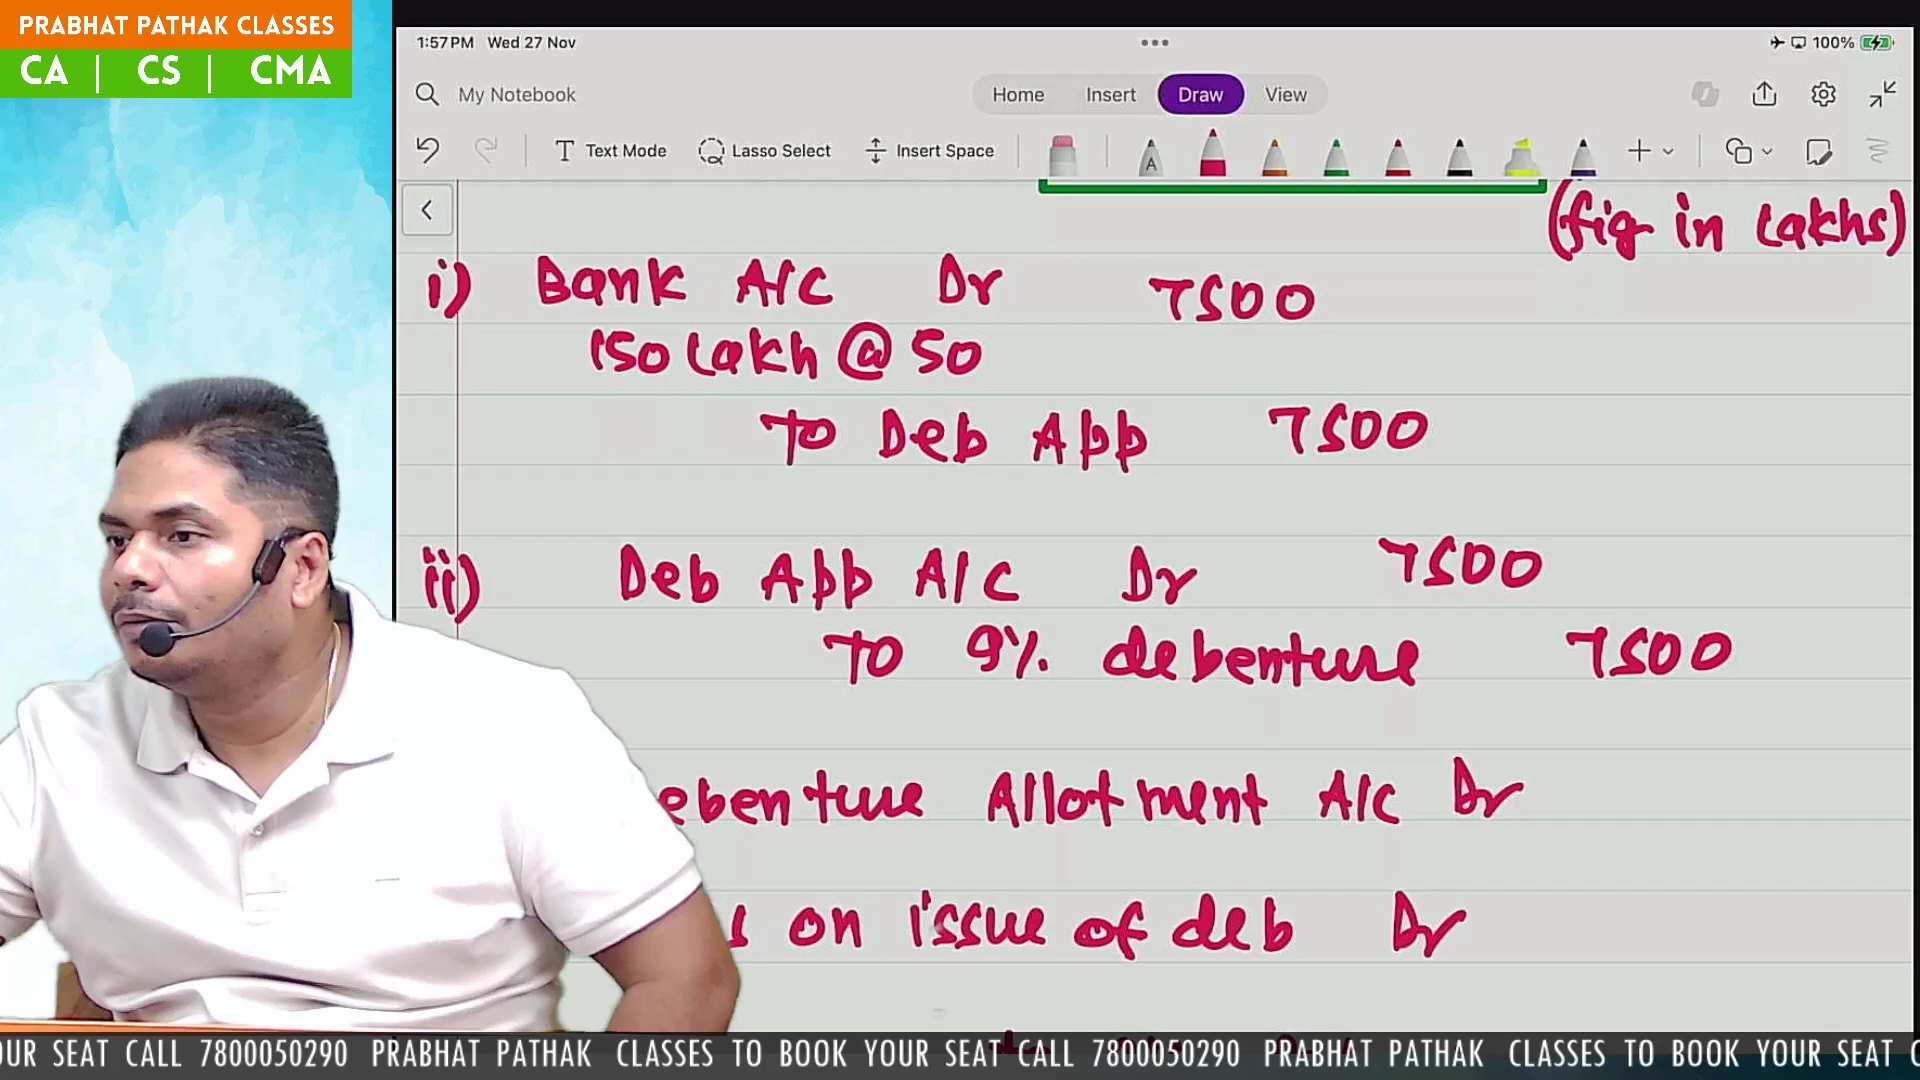 PRABHAT PATHAK CLASSES
CA | CS | CMA
1:57 PM Wed 27 Nov
100%
My Notebook
Home Insert Draw View
Text Mode Lasso Select Insert Space
A
(fig in lakhs)
i) Bank A/c Dr 7500
150 lakh @ 50
To Deb App 7500
ii) Deb App A/c Dr 7500
To 9% debenture 7500
ebenture Allotment A/c Dr
s on issue of deb Dr
OUR SEAT CALL 7800050290 PRABHAT PATHAK CLASSES TO BOOK YOUR SEAT CALL 7800050290 PRABHAT PATHAK CLASSES TO BOOK YOUR SEAT C